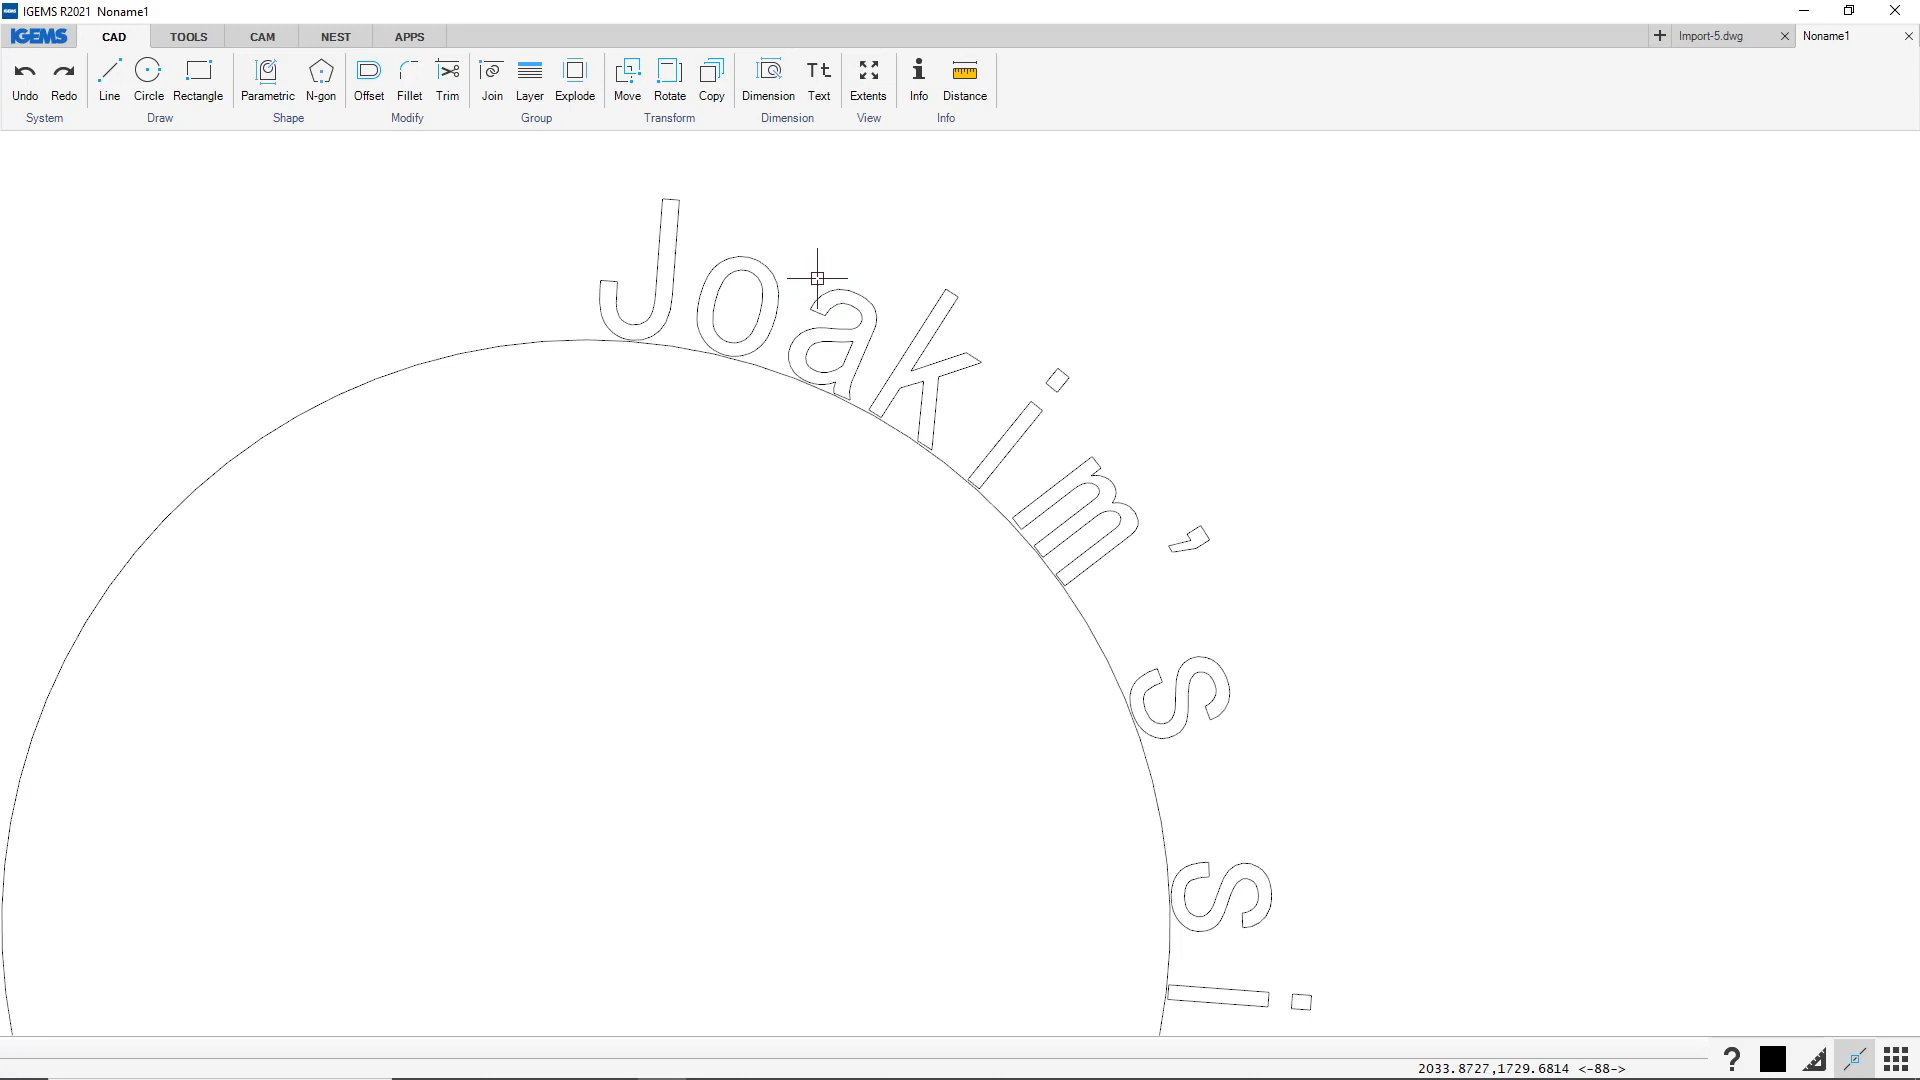 IGEMS R2021 Noname1
IGEMS CAD TOOLS CAM NEST APPS
Import-5.dwg Noname1
Undo Redo Line Circle Rectangle Parametric N-gon Offset Fillet Trim Join Layer Explode Move Rotate Copy Dimension Text Extents Info Distance
System Draw Shape Modify Group Transform Dimension View Info
Joakim's si
2033.8727,1729.6814 <-88->